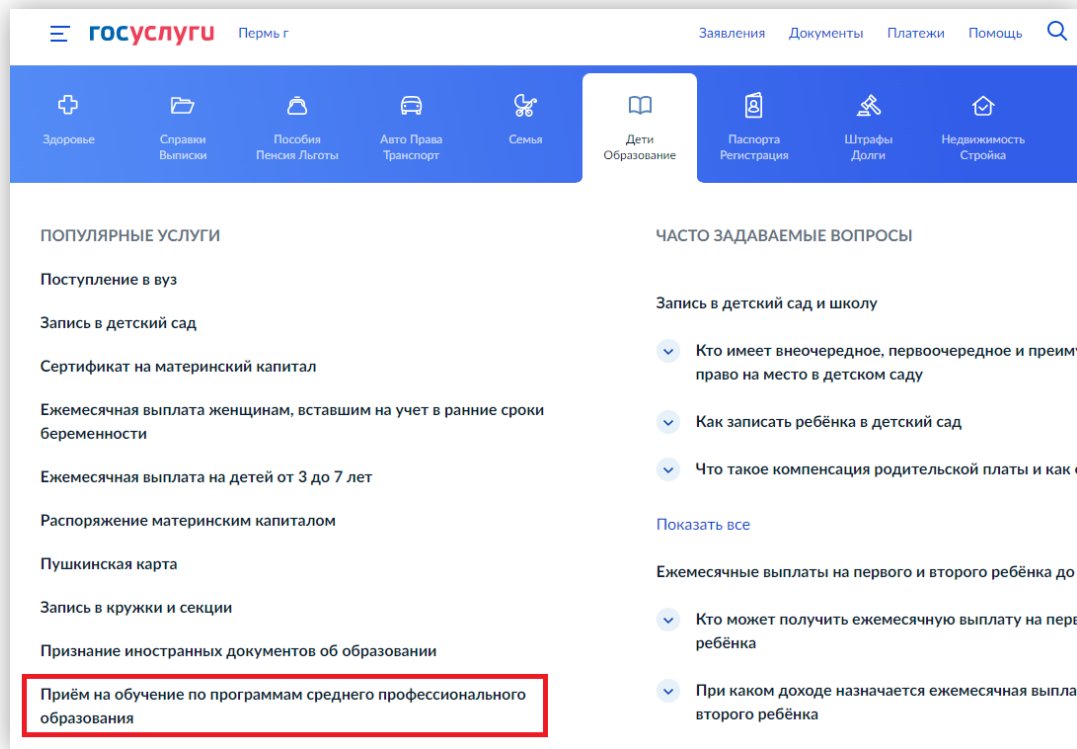 госуслуги
Пермь г
Заявления Документы Платежи Помощь
Здоровье
Справки
Выписки
Пособия
Пенсия Льготы
Авто Права
Транспорт
Семья
Дети
Образование
Паспорта
Регистрация
Штрафы
Долги
Недвижимость
Стройка
ПОПУЛЯРНЫЕ УСЛУГИ
Поступление в вуз
Запись в детский сад
Сертификат на материнский капитал
Ежемесячная выплата женщинам, вставшим на учет в ранние сроки
беременности
Ежемесячная выплата на детей от 3 до 7 лет
Распоряжение материнским капиталом
Пушкинская карта
Запись в кружки и секции
Признание иностранных документов об образовании
Приём на обучение по программам среднего профессионального
образования
ЧАСТО ЗАДАВАЕМЫЕ ВОПРОСЫ
Запись в детский сад и школу
Кто имеет внеочередное, первоочередное и
право на место в детском саду
Как записать ребёнка в детский сад
Что такое компенсация родительской платы и как
Показать все
Ежемесячные выплаты на первого и второго ребёнка до
Кто может получить ежемесячную выплату на
ребёнка
При каком доходе назначается ежемесячная
второго ребёнка